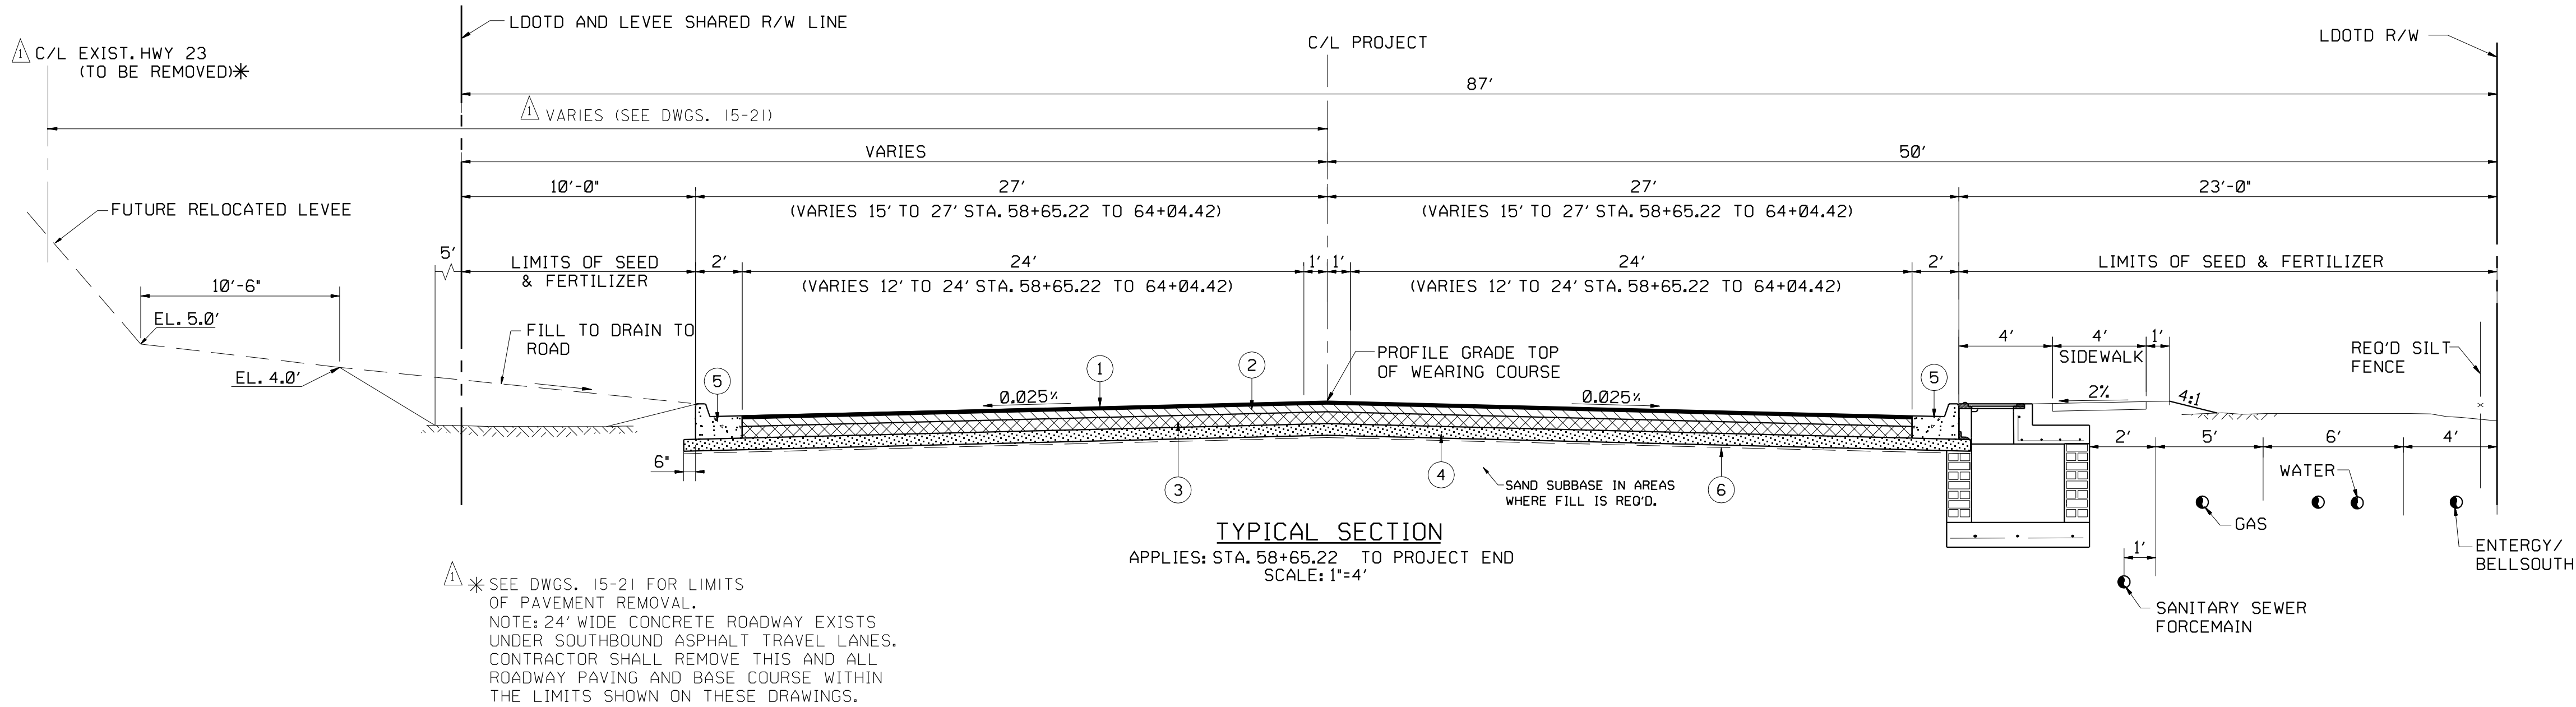 LDOTD AND LEVEE SHARED R/W LINE
1 C/L EXIST. HWY 23
(TO BE REMOVED)*
C/L PROJECT
LDOTD R/W
87'
1 VARIES (SEE DWGS. 15-21)
VARIES
50'
10'-0"
27'
27'
23'-0"
(VARIES 15' TO 27' STA. 58+65.22 TO 64+04.42)
(VARIES 15' TO 27' STA. 58+65.22 TO 64+04.42)
FUTURE RELOCATED LEVEE
5'
LIMITS OF SEED
& FERTILIZER
2'
24'
1'
1'
24'
2'
LIMITS OF SEED & FERTILIZER
(VARIES 12' TO 24' STA. 58+65.22 TO 64+04.42)
(VARIES 12' TO 24' STA. 58+65.22 TO 64+04.42)
10'-6"
EL. 5.0'
FILL TO DRAIN TO
ROAD
EL. 4.0'
PROFILE GRADE TOP
OF WEARING COURSE
4'
4'
1'
SIDEWALK
REQ'D SILT
FENCE
5
1
2
5
0.025%
0.025%
2%
4:1
x
6"
3
4
6
SAND SUBBASE IN AREAS
WHERE FILL IS REQ'D.
2'
5'
6'
4'
WATER
GAS
ENTERGY/
BELLSOUTH
1'
SANITARY SEWER
FORCEMAIN
TYPICAL SECTION
APPLIES: STA. 58+65.22 TO PROJECT END
SCALE: 1"=4'
1 * SEE DWGS. 15-21 FOR LIMITS
OF PAVEMENT REMOVAL.
NOTE: 24' WIDE CONCRETE ROADWAY EXISTS
UNDER SOUTHBOUND ASPHALT TRAVEL LANES.
CONTRACTOR SHALL REMOVE THIS AND ALL
ROADWAY PAVING AND BASE COURSE WITHIN
THE LIMITS SHOWN ON THESE DRAWINGS.